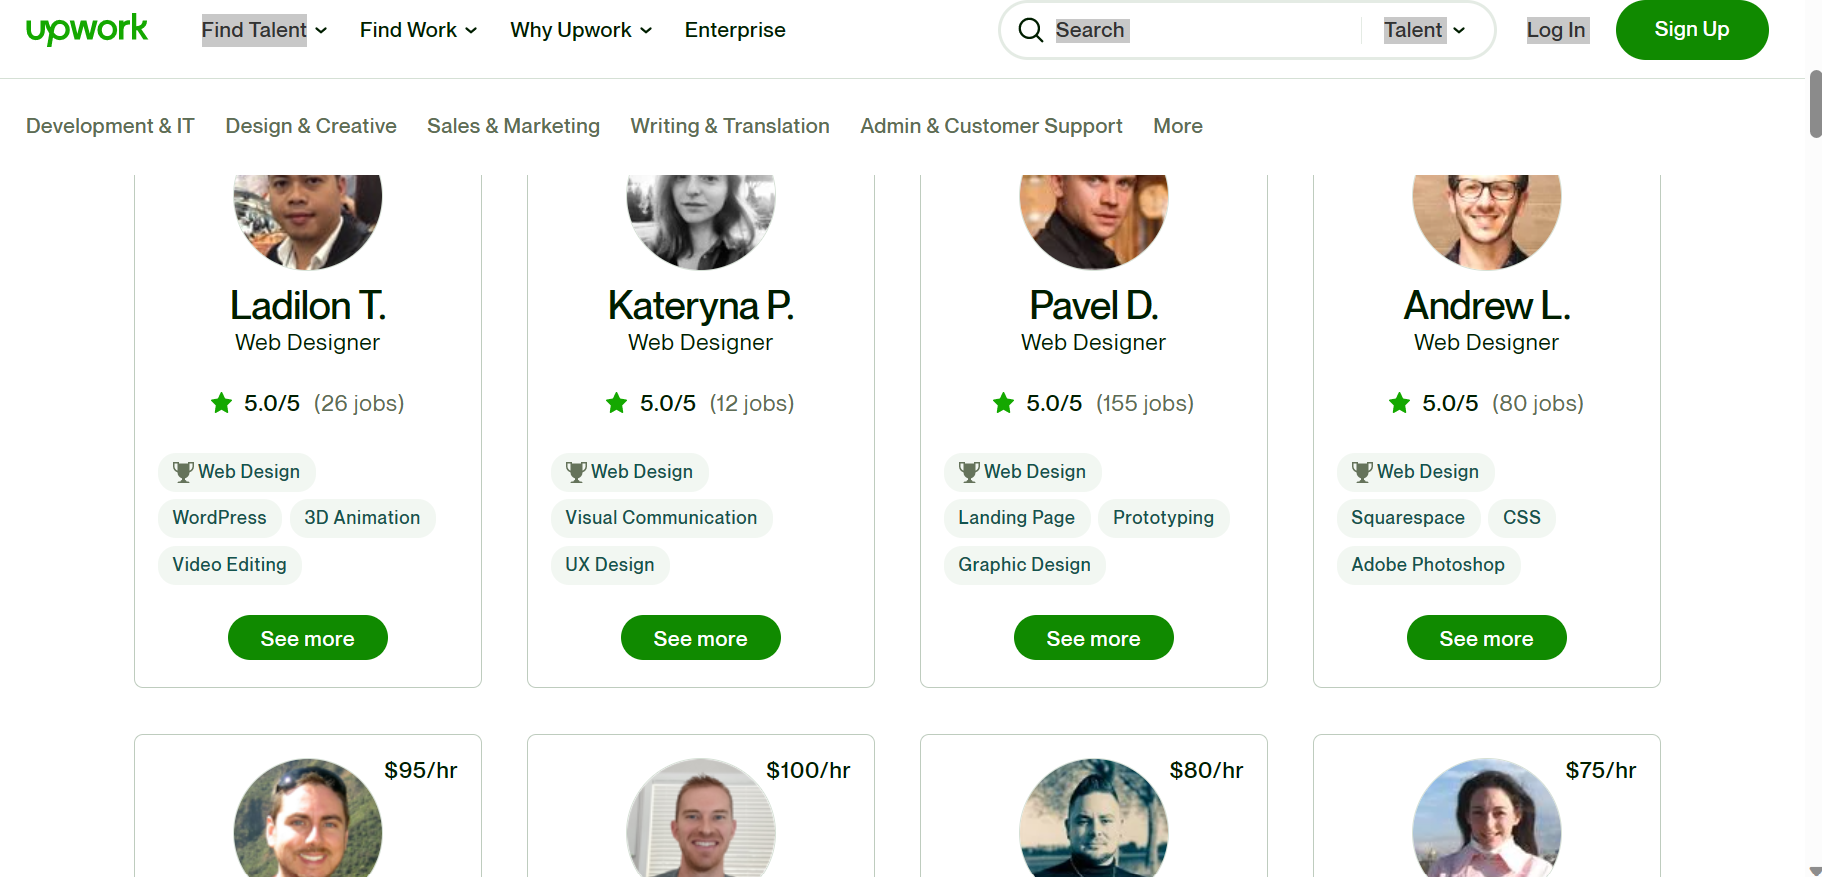 upwork Find Talent Find Work Why Upwork Enterprise Search Talent Log In Sign Up
Development & IT Design & Creative Sales & Marketing Writing & Translation Admin & Customer Support More
Ladilon T.
Web Designer
5.0/5 (26 jobs)
Web Design
WordPress 3D Animation
Video Editing
See more
Kateryna P.
Web Designer
5.0/5 (12 jobs)
Web Design
Visual Communication
UX Design
See more
Pavel D.
Web Designer
5.0/5 (155 jobs)
Web Design
Landing Page Prototyping
Graphic Design
See more
Andrew L.
Web Designer
5.0/5 (80 jobs)
Web Design
Squarespace CSS
Adobe Photoshop
See more
$95/hr
$100/hr
$80/hr
$75/hr